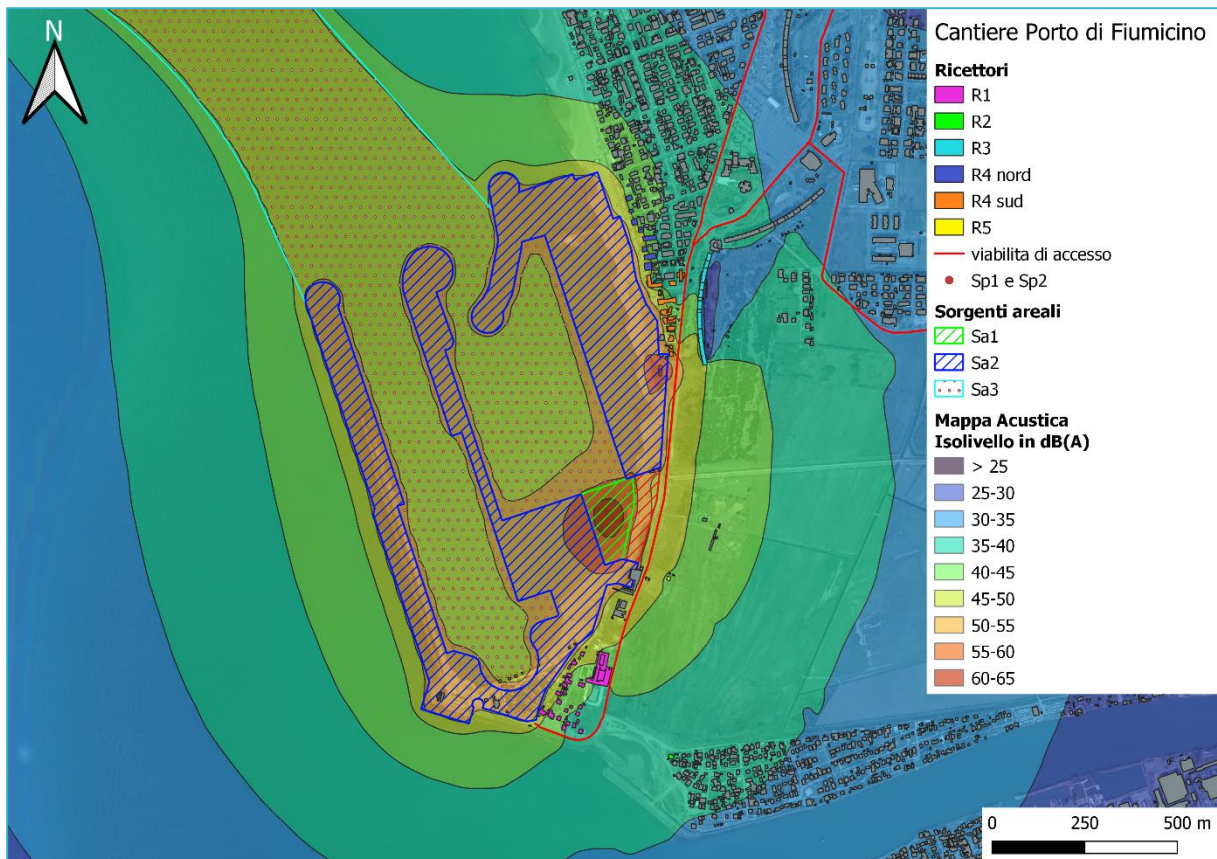 N
Cantiere Porto di Fiumicino
Ricettori
R1
R2
R3
R4 nord
R4 sud
R5
viabilita di accesso
Sp1 e Sp2
Sorgenti areali
Sa1
Sa2
Sa3
Mappa Acustica
Isolivello in dB(A)
> 25
25-30
30-35
35-40
40-45
45-50
50-55
55-60
60-65
0 250 500 m